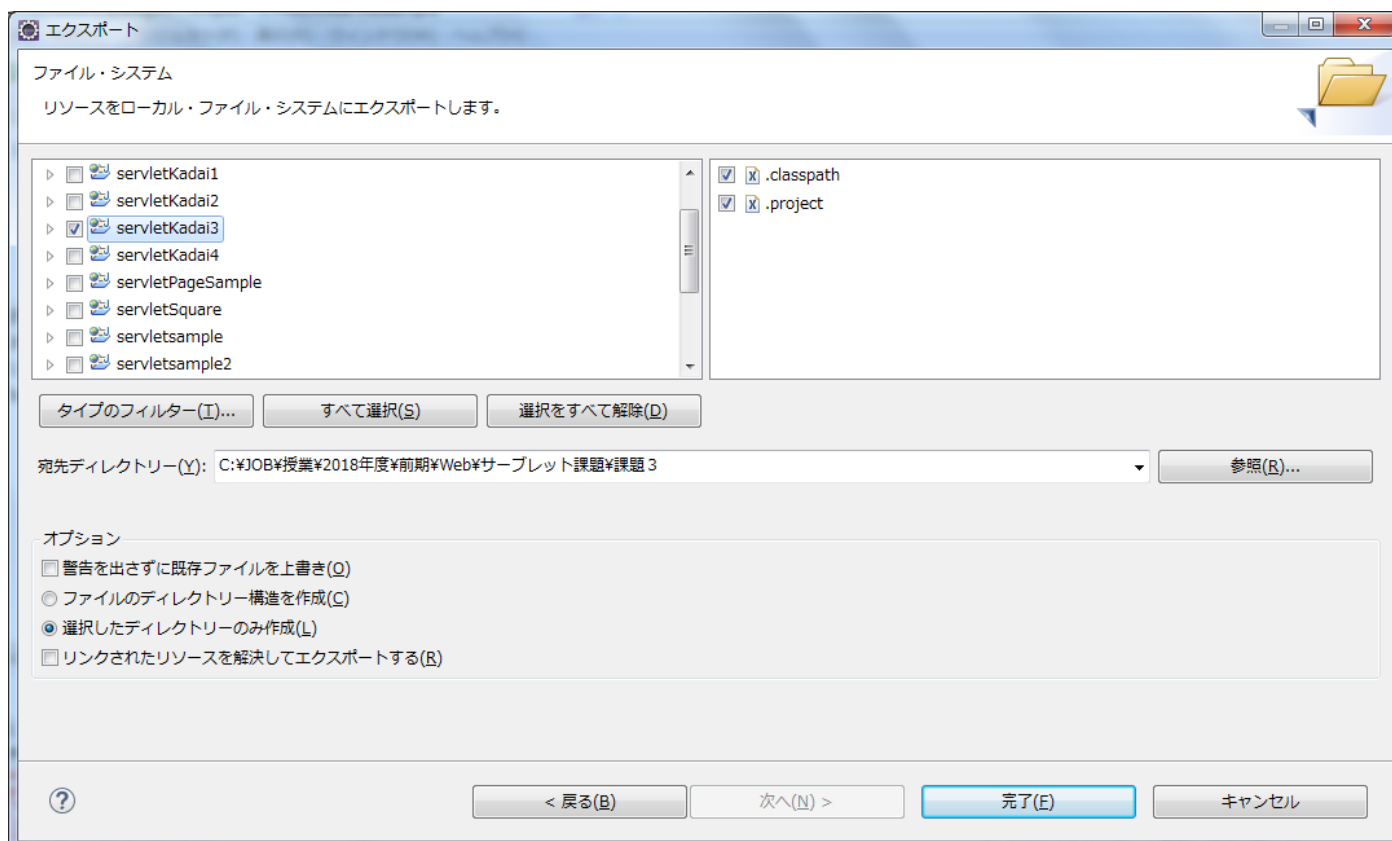 エクスポート
ファイル・システム
リソースをローカル・ファイル・システムにエクスポートします。
servletKadai1
servletKadai2
servletKadai3
servletKadai4
servletPageSample
servletSquare
servletsample
servletsample2
.classpath
.project
タイプのフィルター(T)... すべて選択(S) 選択をすべて解除(D)
宛先ディレクトリー(Y): C:¥JOB¥授業¥2018年度¥前期¥Web¥サーブレット課題¥課題３ 参照(R)...
オプション
警告を出さずに既存ファイルを上書き(O)
ファイルのディレクトリー構造を作成(C)
選択したディレクトリーのみ作成(L)
リンクされたリソースを解決してエクスポートする(R)
< 戻る(B) 次へ(N) > 完了(F) キャンセル